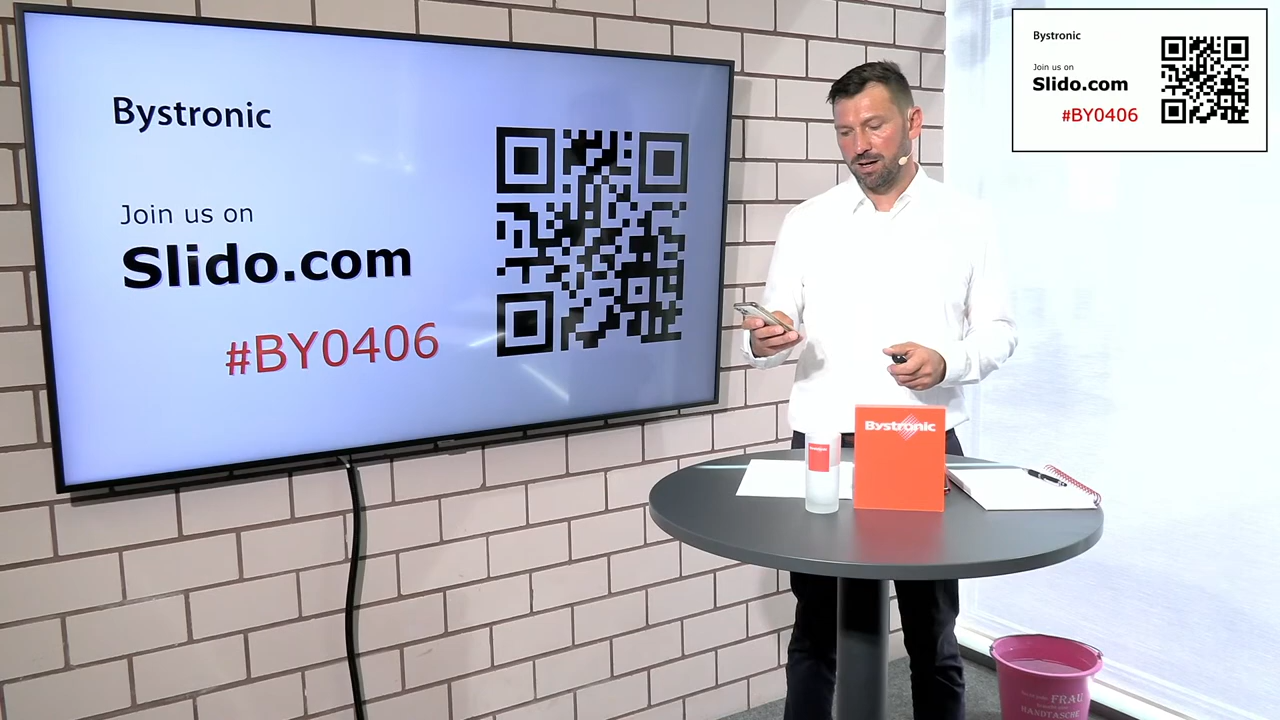 Bystronic
Join us on
Slido.com
#BY0406
Bystronic
Join us on
Slido.com
#BY0406
Bystronic
FRAU
HANDTASCHE